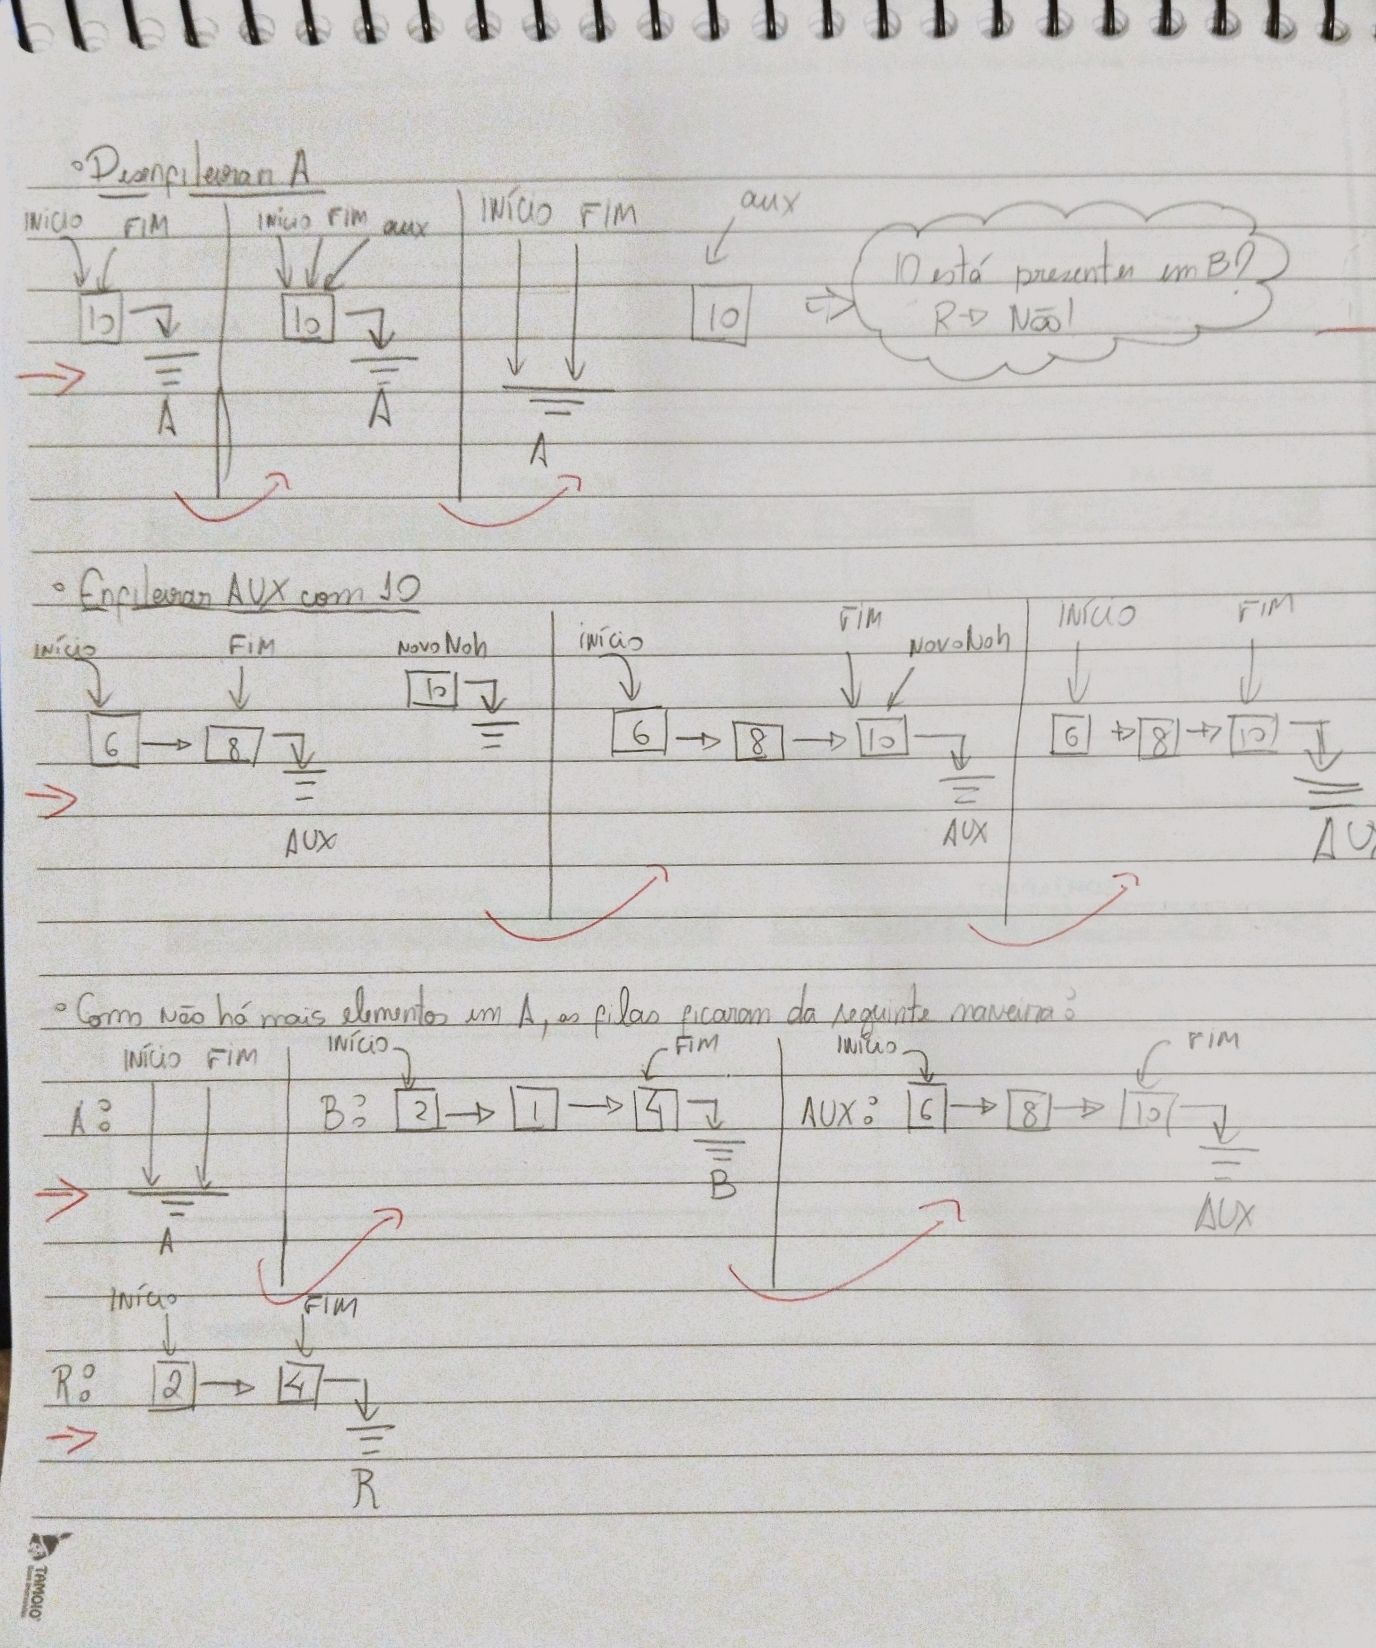 Desenfileirar A
INÍCIO FIM INÍCIO FIM aux INÍCIO FIM aux
10 10 10
10 está presente em B?
R→ Não!
A A A
Enfileirar AUX com 10
INÍCIO FIM NOVONoh INÍCIO FIM NOVONoh INÍCIO FIM
10
6 → 8 6 → 8 → 10 6 → 8 → 10
AUX AUX AUX
Como não há mais elementos em A, as filas ficaram da seguinte maneira:
INÍCIO FIM INÍCIO FIM INÍCIO FIM
A: B: 2 → 1 → 4 AUX: 6 → 8 → 10
A B AUX
INÍCIO FIM
R: 2 → 4
R
TAMOIO